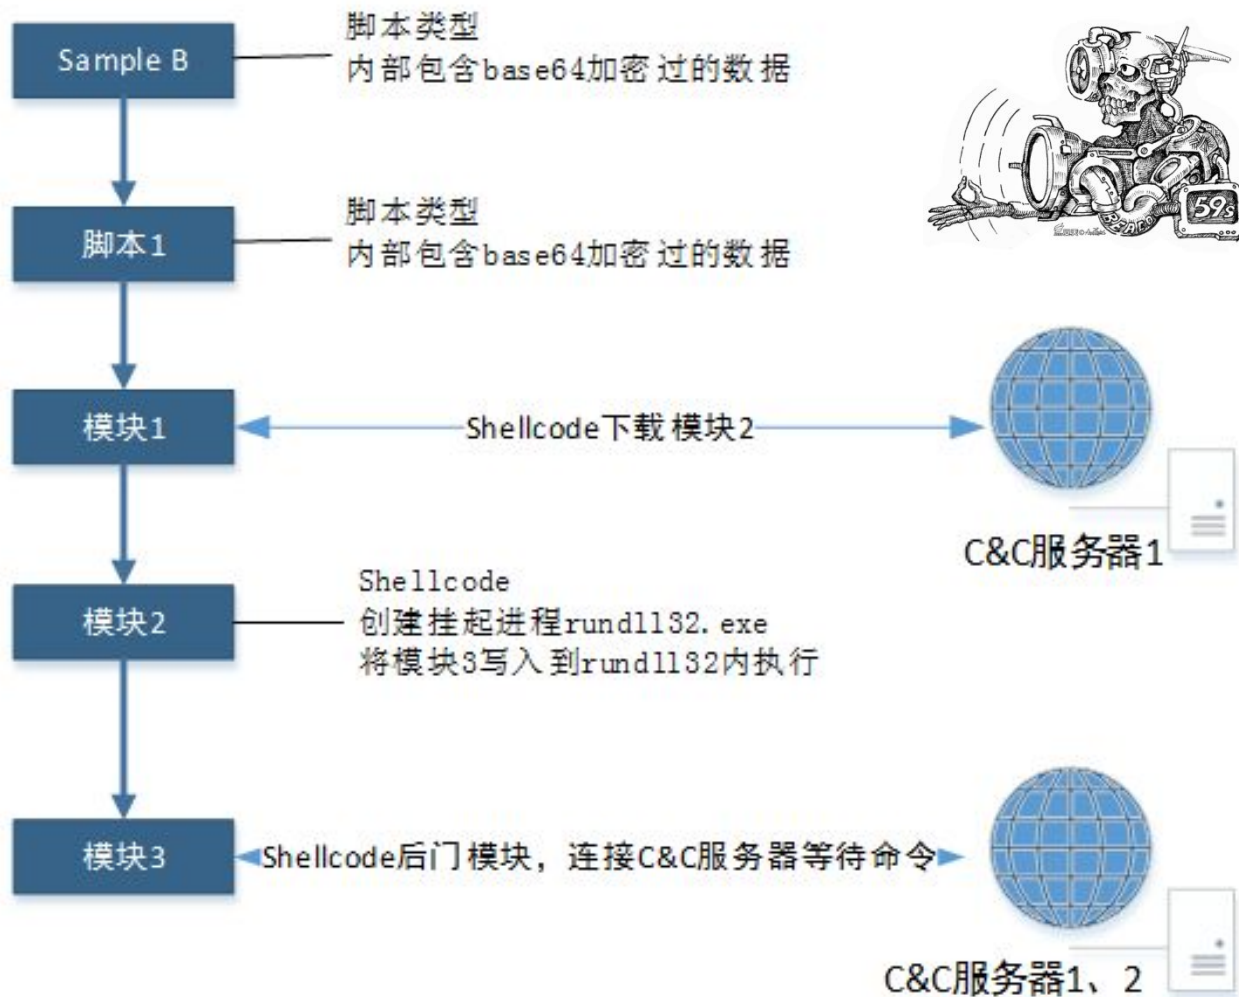 Sample B
脚本类型
内部包含base64加密过的数据
59s
BEACO
脚本1
脚本类型
内部包含base64加密过的数据
模块1
Shellcode下载模块2
C&C服务器1
模块2
Shellcode
创建挂起进程rundll32.exe
将模块3写入到rundll32内执行
模块3
Shellcode后门模块，连接C&C服务器等待命令
C&C服务器1、2